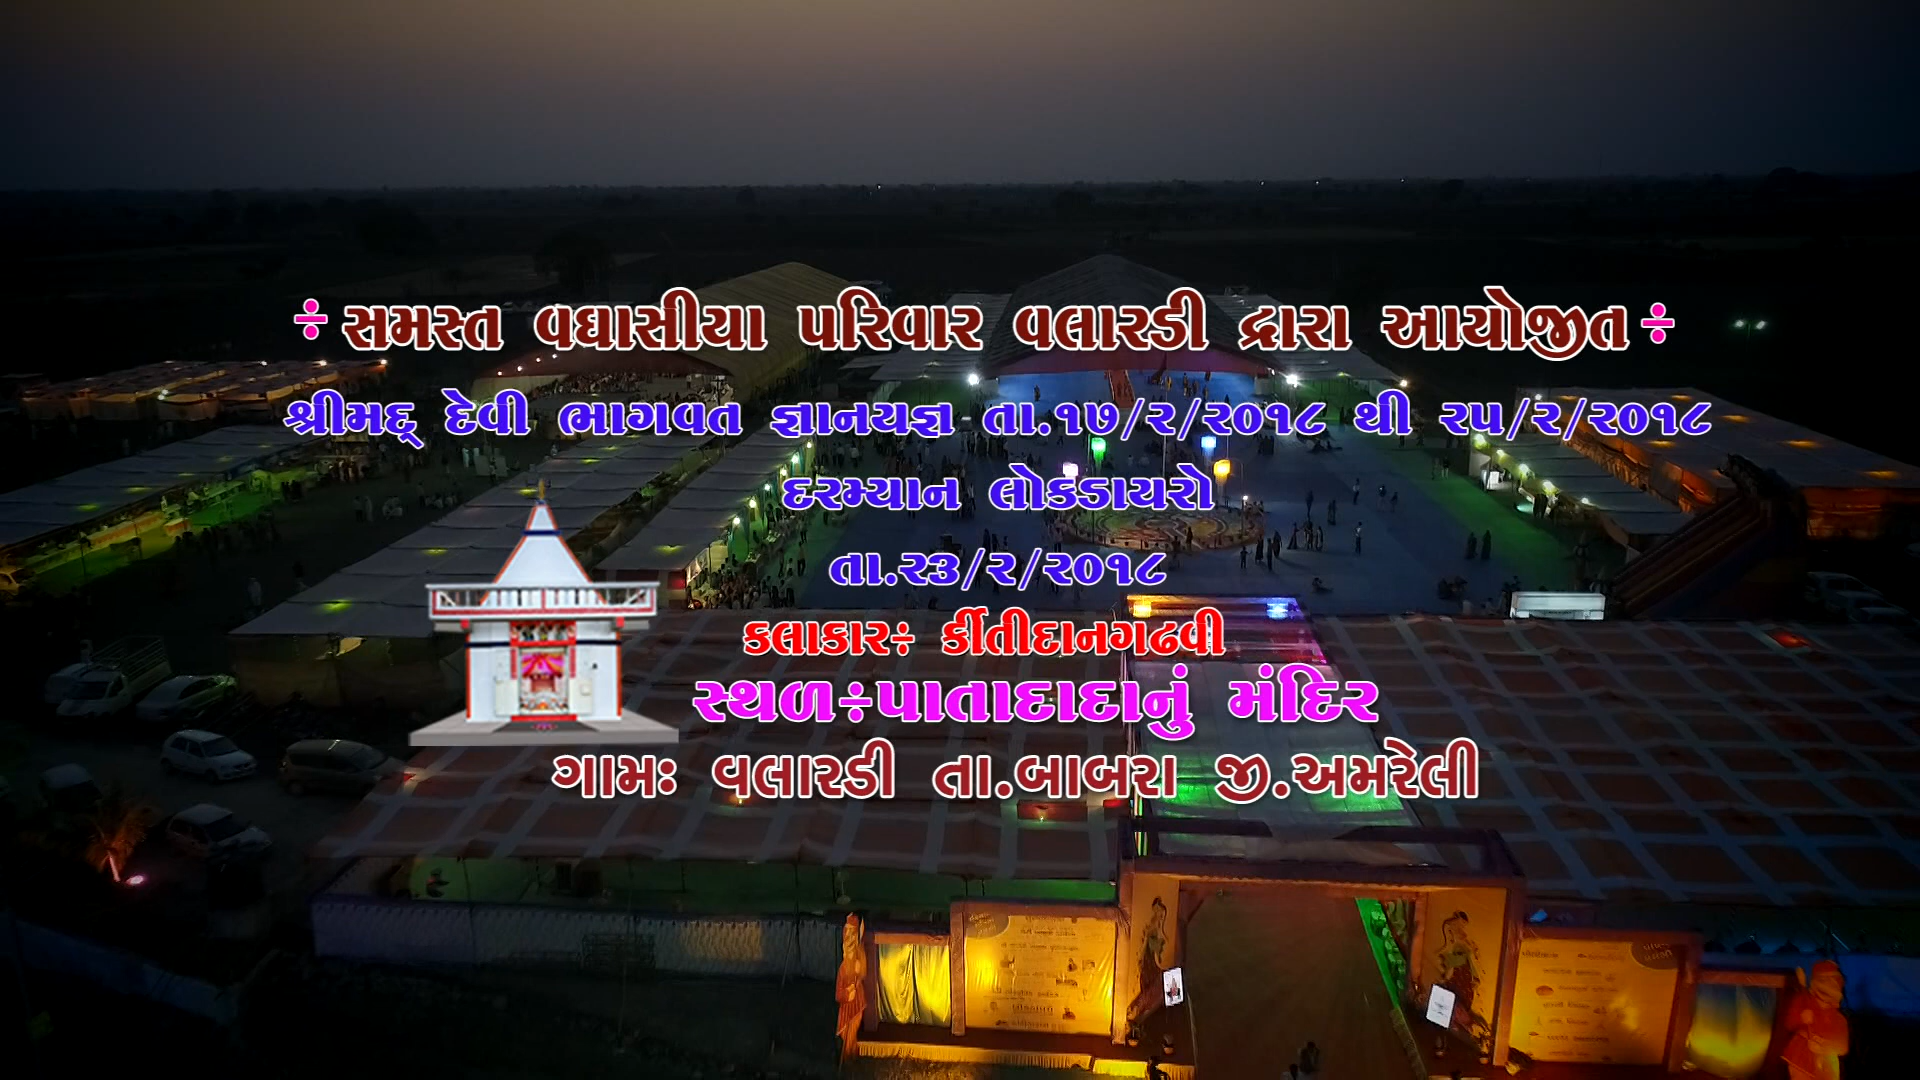 ÷ સમસ્ત વઘાસીયા પરિવાર વલારડી દ્રારા આયોજીત ÷
શ્રીમદ્ દેવી ભાગવત જ્ઞાનયજ્ઞ તા.૧૭/૨/૨૦૧૮ થી ૨૫/૨/૨૦૧૮
દરમ્યાન લોકડાયરો
તા.૨૩/૨/૨૦૧૮
કલાકાર÷ ર્કીતીદાનગઢવી
સ્થળ÷પાતાદાદાનું મંદિર
ગામઃ વલારડી તા.બાબરા જી.અમરેલી